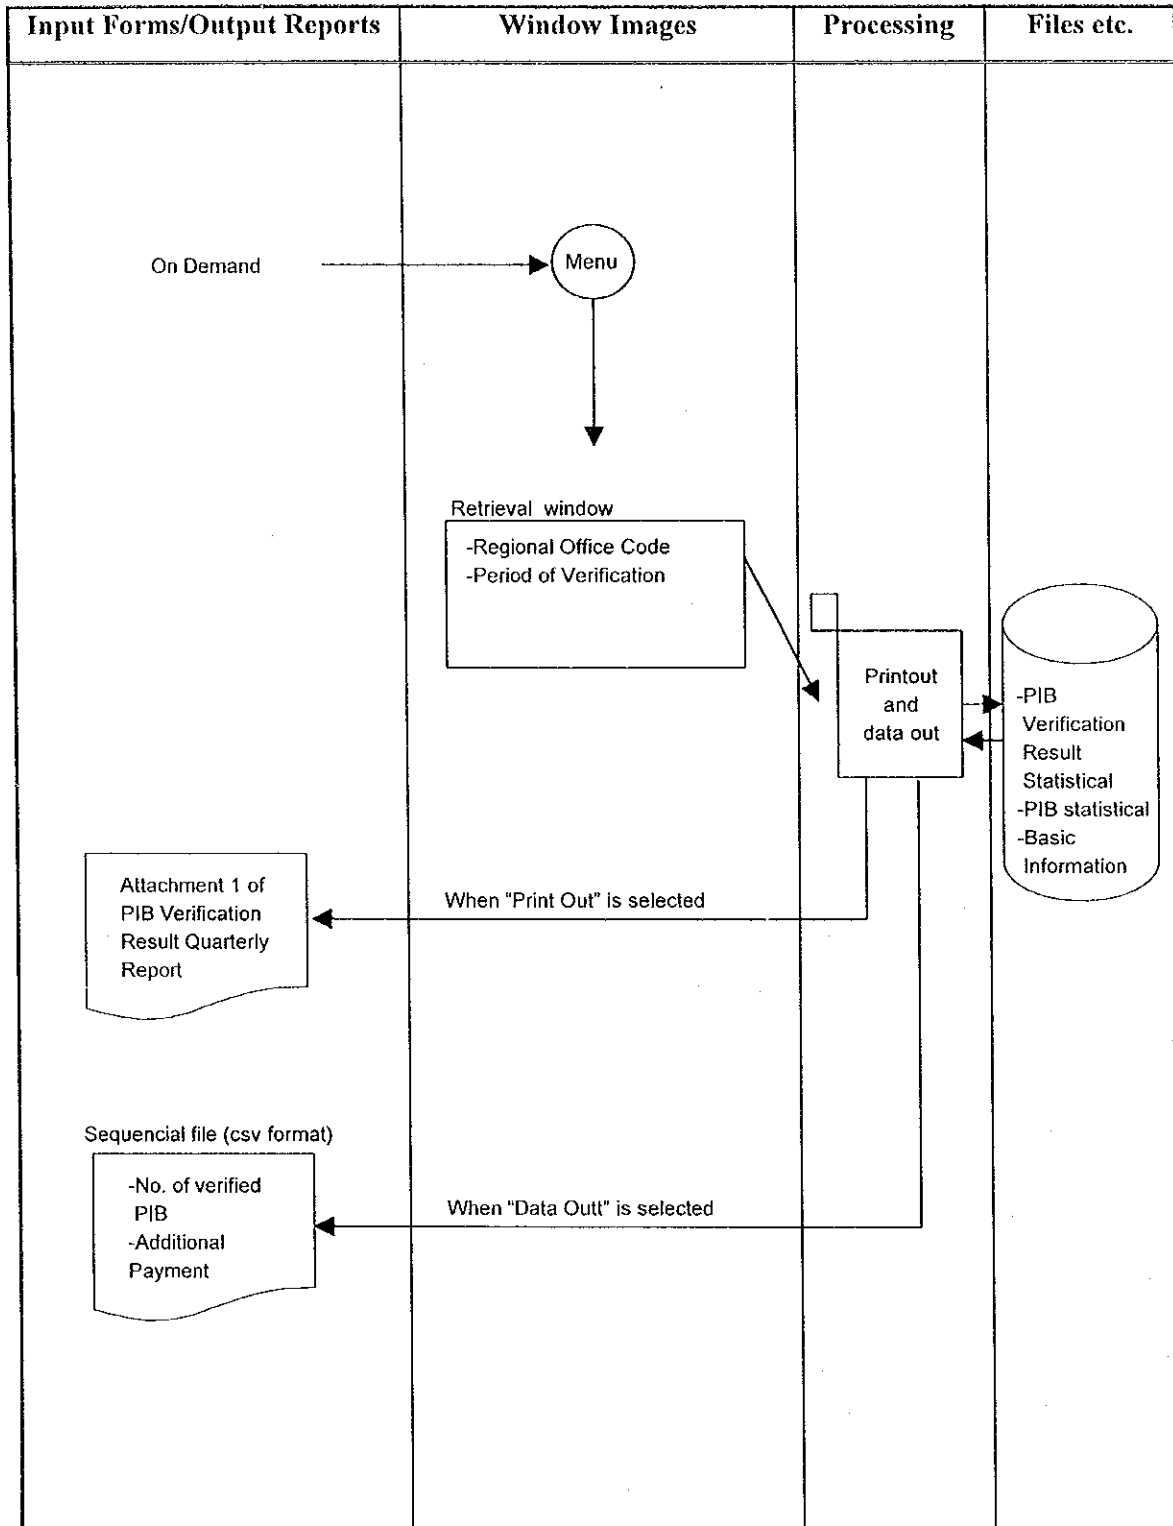 Input Forms/Output Reports
Window Images
Processing
Files etc.
On Demand
Menu
Retrieval window
-Regional Office Code
-Period of Verification
Printout
and
data out
-PIB
Verification
Result
Statistical
-PIB statistical
-Basic
Information
Attachment 1 of
PIB Verification
Result Quarterly
Report
When "Print Out" is selected
Sequencial file (csv format)
-No. of verified
PIB
-Additional
Payment
When "Data Outt" is selected